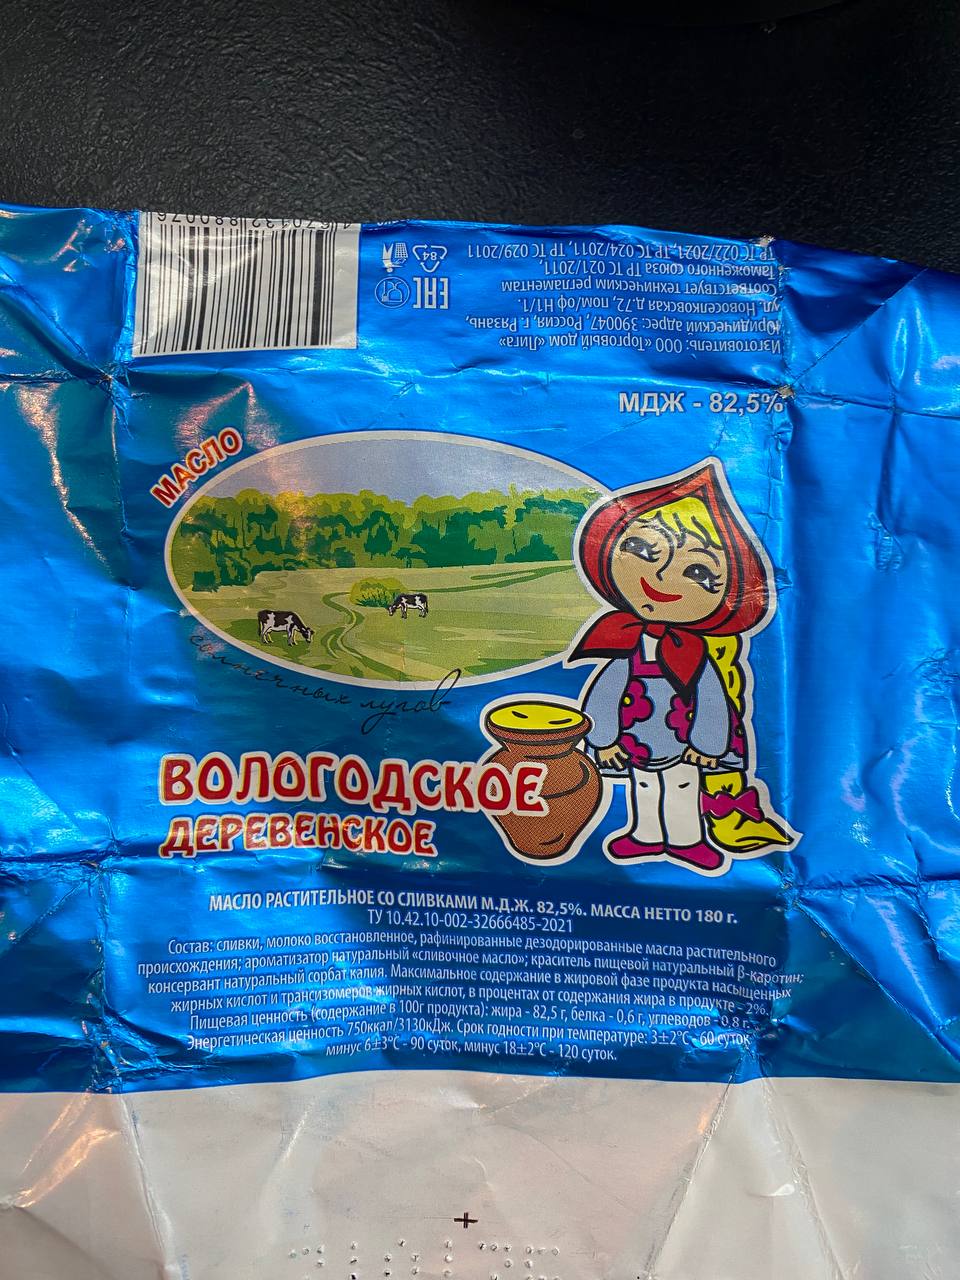 4 670132 880076
Изготовитель: ООО «Торговый дом «Лига»
Юридический адрес: 390047, Россия, г. Рязань,
ул. Новоселковская д. 72, пом/оф Н1/1.
Соответствует техническим регламентам
Таможенного союза ТР ТС 021/2011,
ТР ТС 022/2021, ТР ТС 024/2011, ТР ТС 029/2011
EAC
84
МДЖ - 82,5%
МАСЛО
солнечных лугов
ВОЛОГОДСКОЕ
ДЕРЕВЕНСКОЕ
МАСЛО РАСТИТЕЛЬНОЕ СО СЛИВКАМИ М.Д.Ж. 82,5%. МАССА НЕТТО 180 г.
ТУ 10.42.10-002-32666485-2021
Состав: сливки, молоко восстановленное, рафинированные дезодорированные масла растительного
происхождения; ароматизатор натуральный «сливочное масло»; краситель пищевой натуральный β-каротин;
консервант натуральный сорбат калия. Максимальное содержание в жировой фазе продукта насыщенных
жирных кислот и трансизомеров жирных кислот, в процентах от содержания жира в продукте - 2%.
Пищевая ценность (содержание в 100г продукта): жира - 82,5 г, белка - 0,6 г, углеводов - 0,8 г.
Энергетическая ценность 750ккал/3130кДж. Срок годности при температуре: 3±2°С - 60 суток,
минус 6±3°С - 90 суток, минус 18±2°С - 120 суток.